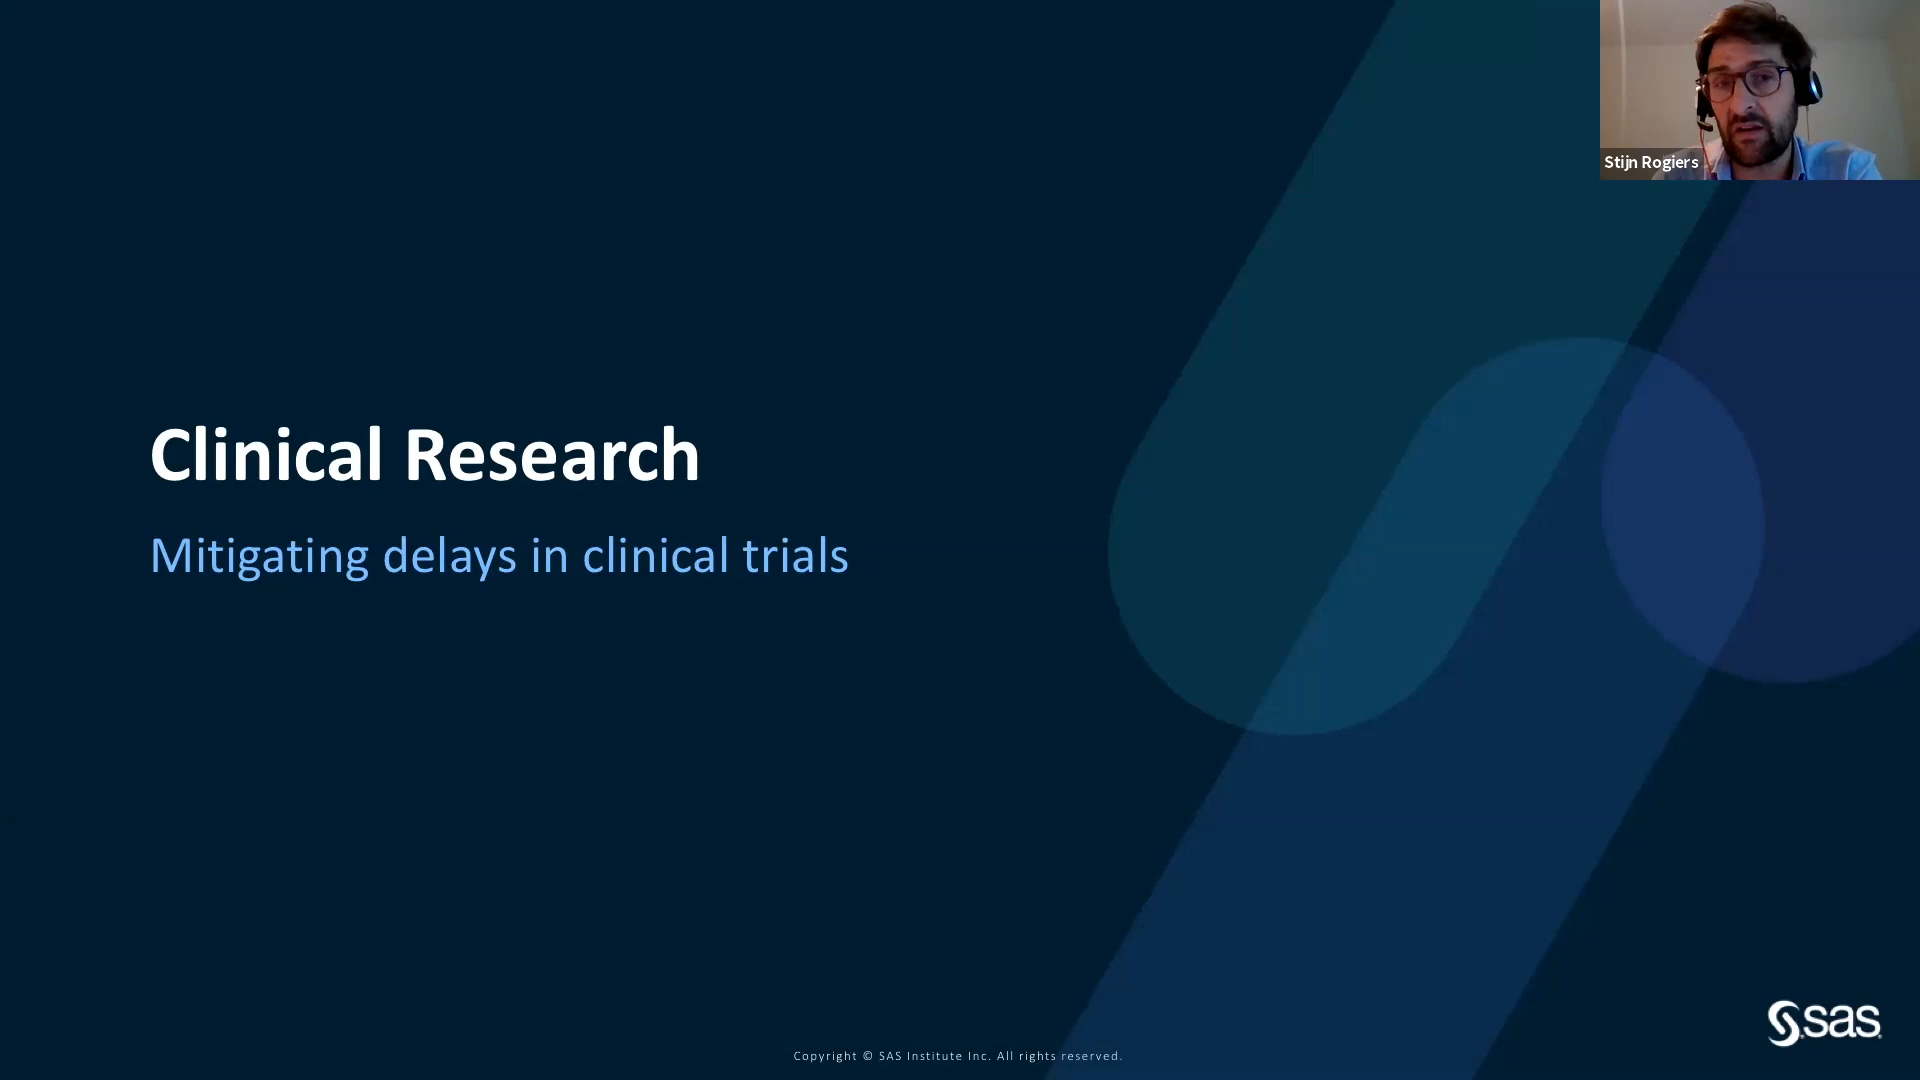 Stijn Rogiers
Clinical Research
Mitigating delays in clinical trials
sas
Copyright © SAS Institute Inc. All rights reserved.